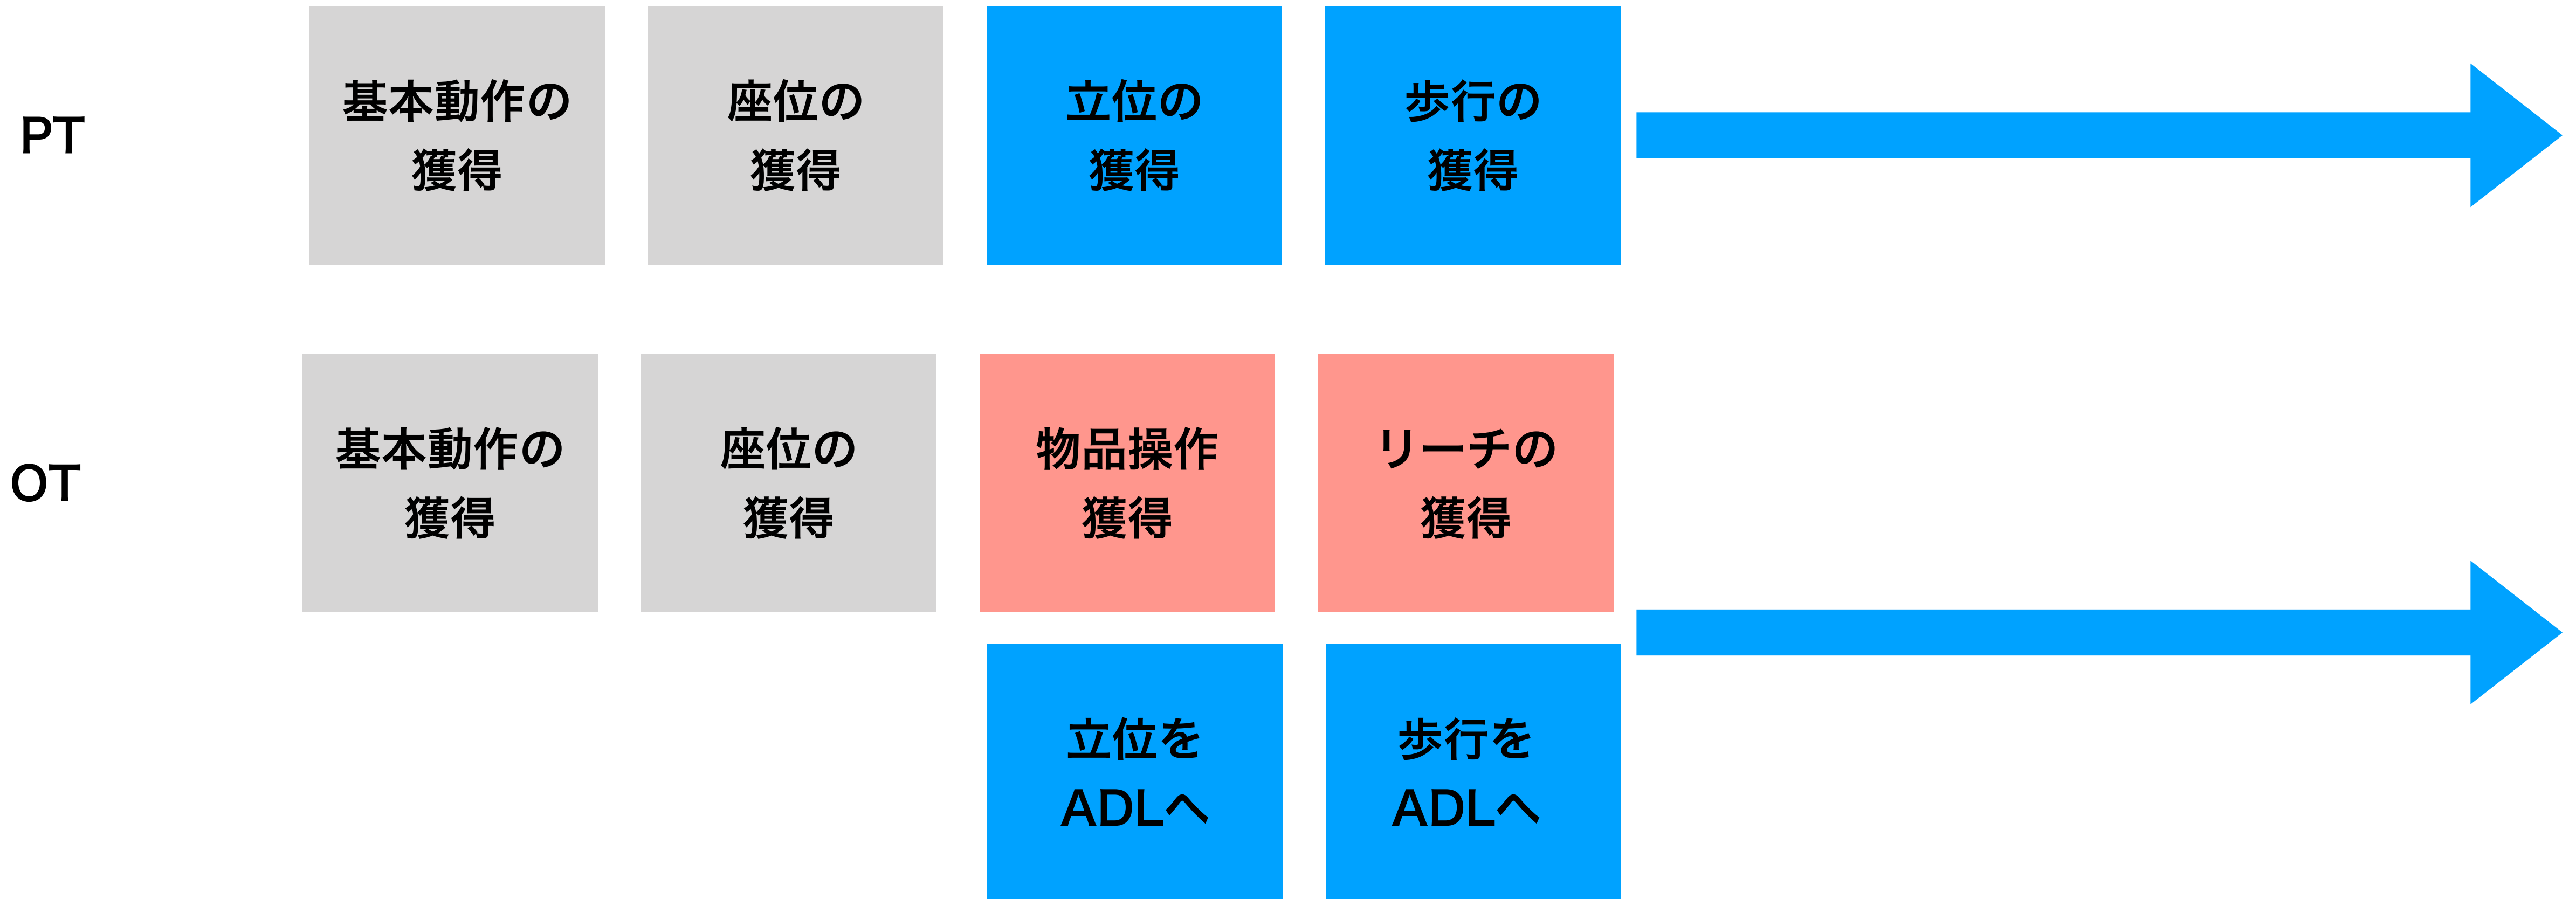 PT
基本動作の
獲得
座位の
獲得
立位の
獲得
歩行の
獲得
OT
基本動作の
獲得
座位の
獲得
物品操作
獲得
リーチの
獲得
立位を
ADLへ
歩行を
ADLへ